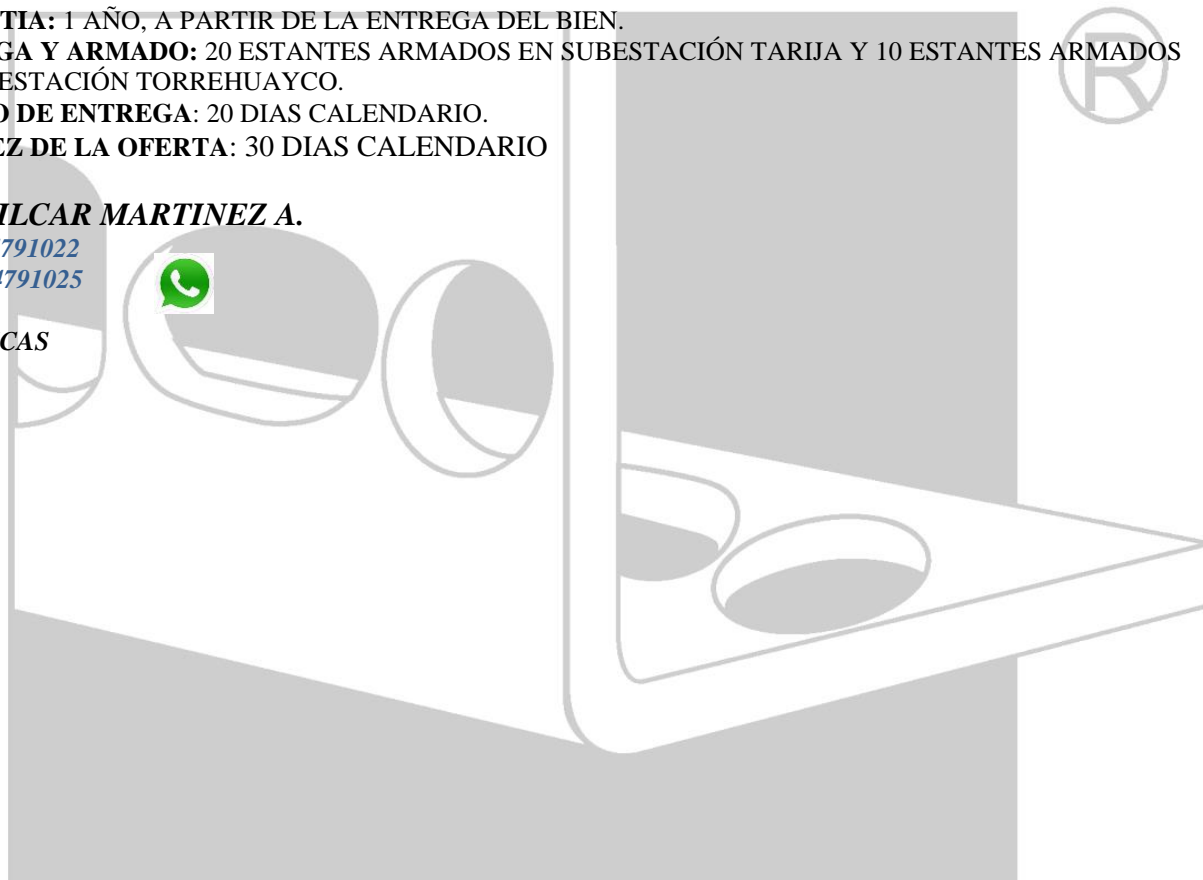 TIA: 1 AÑO, A PARTIR DE LA ENTREGA DEL BIEN.
GA Y ARMADO: 20 ESTANTES ARMADOS EN SUBESTACIÓN TARIJA Y 10 ESTANTES ARMADOS
ESTACIÓN TORREHUAYCO.
O DE ENTREGA: 20 DIAS CALENDARIO.
EZ DE LA OFERTA: 30 DIAS CALENDARIO
ILCAR MARTINEZ A.
791022
4791025
CAS
®